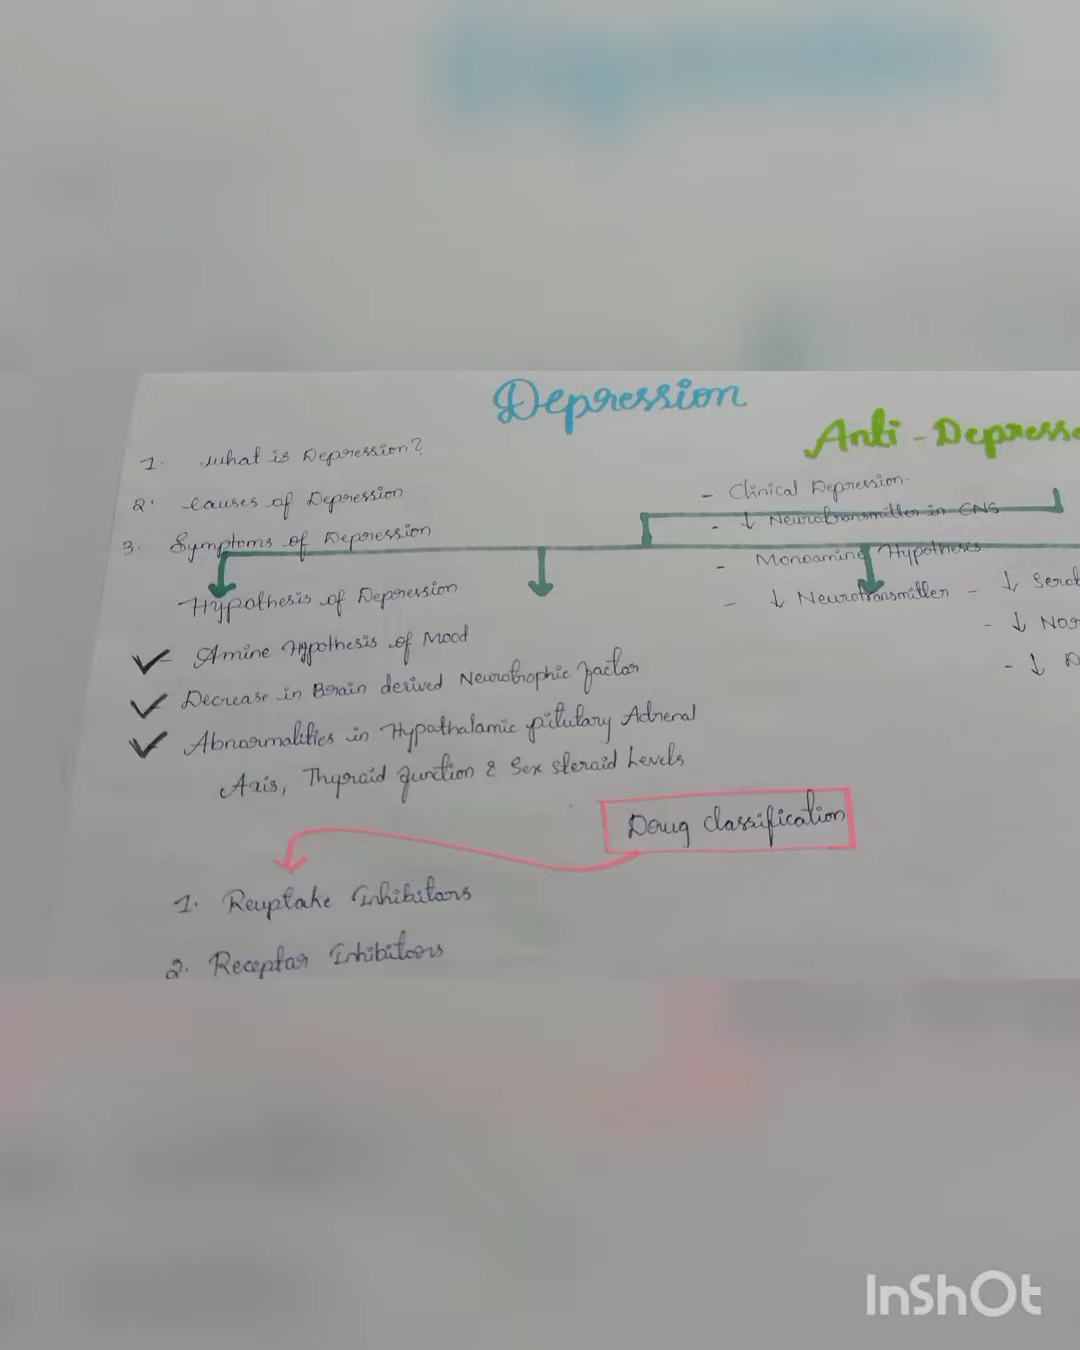 Depression
Anti-Depress
1. What is Depression?
2. Causes of Depression
3. Symptoms of Depression
- Clinical Depression.
- ↓ Neurotransmitter in CNS
- Monoamine Hypotheses
- ↓ Neurotransmitter - ↓ Serot
- ↓ Nor
- ↓ D
Hypothesis of Depression
✓ - Amine Hypothesis of Mood
✓ Decrease in Brain derived Neurotrophic factor
✓ Abnormalities in Hypothalamic pitutary Adrenal
Axis, Thyroid function & Sex steroid Levels
Drug classification
1. Reuptake Inhibitors
2. Receptor Inhibitors
InShOt